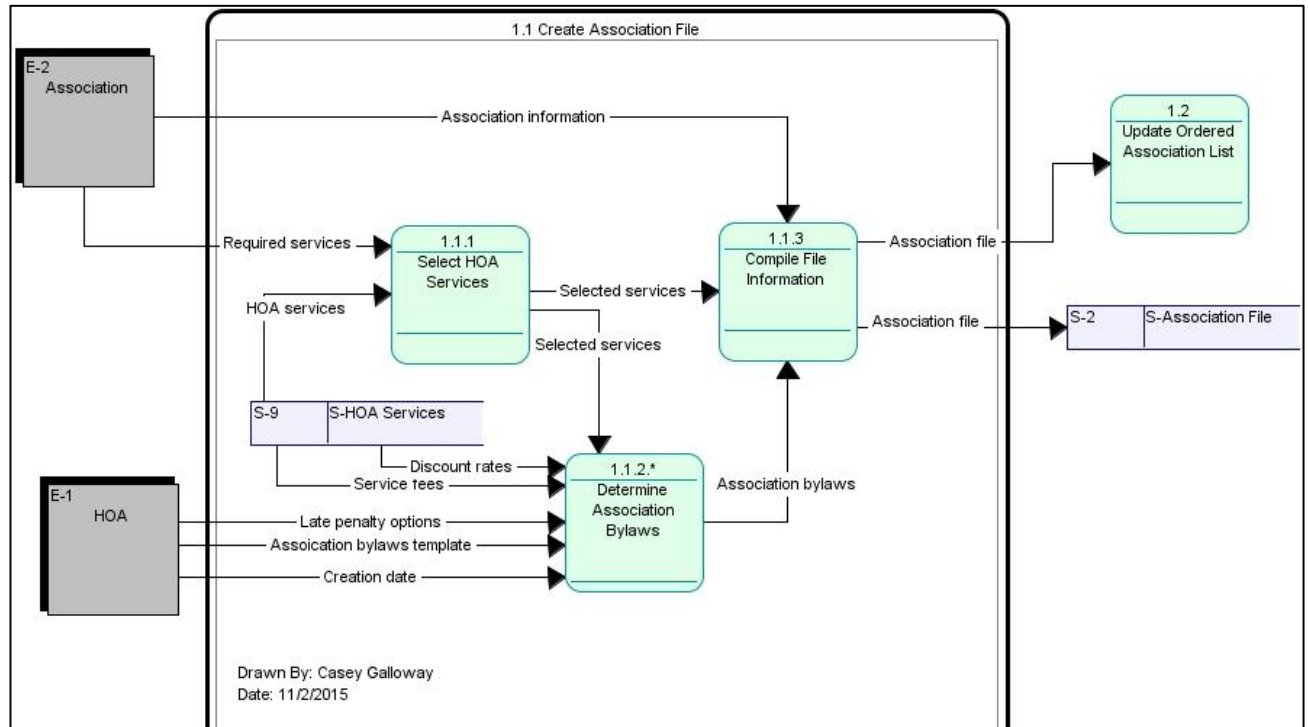 1.1 Create Association File
E-2
Association
Association information
1.2
Update Ordered
Association List
Required services
1.1.1
Select HOA
Services
1.1.3
Compile File
Information
Association file
HOA services
Selected services
Association file
S-2
S-Association File
Selected services
S-9
S-HOA Services
Discount rates
Service fees
1.1.2.*
Determine
Association
Bylaws
Association bylaws
E-1
HOA
Late penalty options
Assoication bylaws template
Creation date
Drawn By: Casey Galloway
Date: 11/2/2015